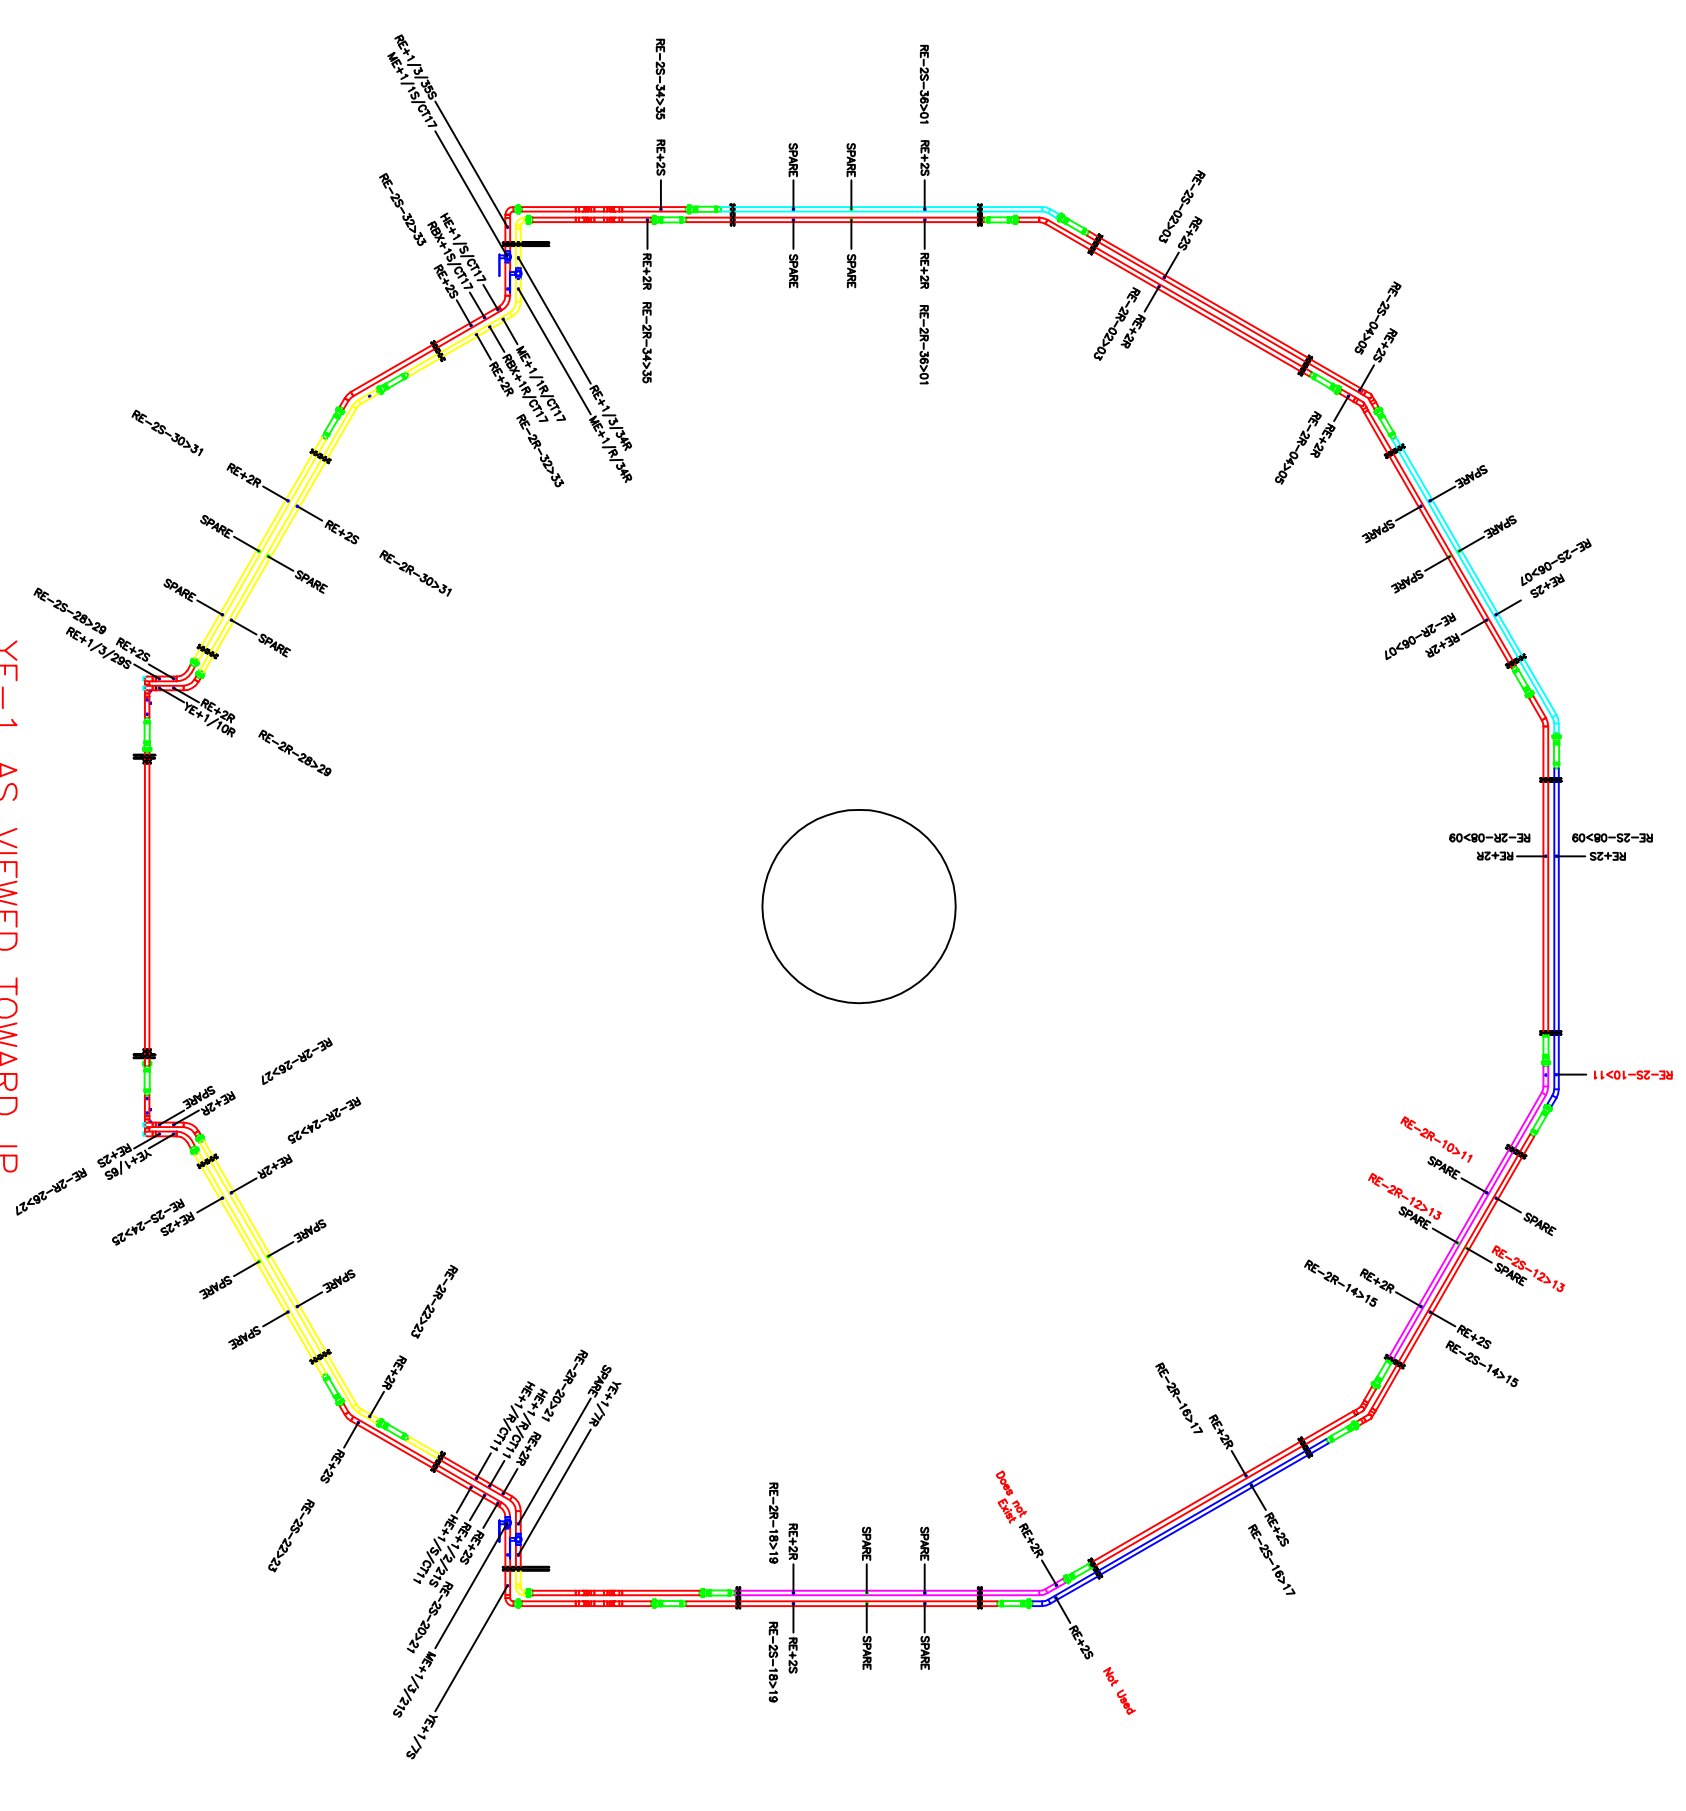 RE+1/3/35S
ME+1/1S/CT17
RE-2S-34>35
RE+2S
SPARE
SPARE
RE-2S-36>01
RE+2S
RE-2S-02>03
RE+2S
RE-2S-32>33
HE+1/S/CT17
RBX+1S/CT17
RE+2S
RE+2R
RE-2R-34>35
SPARE
SPARE
RE+2R
RE-2R-36>01
RE-2R-02>03
RE+2R
RE-2S-04>05
RE+2S
ME+1/1R/CT17
RBX+1R/CT17
RE+2R
RE-2R-32>33
RE+1/3/34R
ME+1/R/34R
RE-2R-04>05
RE+2R
RE-2S-30>31
RE+2R
RE+2S
RE-2R-30>31
SPARE
SPARE
SPARE
SPARE
SPARE
SPARE
SPARE
SPARE
RE-2S-06>07
RE+2S
RE-2R-06>07
RE+2R
RE-2S-28>29
RE+2S
RE+1/3/29S
RE+2R
YE+1/10R
RE-2R-28>29
YE-1 AS VIEWED TOWARD IP
RE-2R-08>09
RE+2R
RE-2S-08>09
RE+2S
RE-2S-10>11
RE-2R-26>27
SPARE
RE+2R
RE-2R-24>25
RE+2R
RE+2S
YE+1/6S
RE-2R-26>27
RE-2S-24>25
RE+2S
RE-2R-10>11
SPARE
SPARE
RE-2R-12>13
SPARE
RE-2S-12>13
SPARE
SPARE
SPARE
SPARE
SPARE
RE+2R
RE-2R-14>15
RE+2S
RE-2S-14>15
RE-2R-22>23
RE+2R
RE+2S
RE-2S-22>23
RE-2R-20>21
SPARE
YE+1/7R
HE+1/R/CT11
HE+1/R/CT11
RE+2R
RE-2R-16>17
RE+2R
RE+2S
RE-2S-16>17
HE+1/S/CT11
RE+1/2/21S
RE+2S
RE-2S-20>21
ME+1/3/21S
YE+1/7S
RE-2R-18>19
RE+2R
SPARE
SPARE
Does not
Exist
RE+2R
RE-2S-18>19
RE+2S
SPARE
SPARE
RE+2S
Not Used